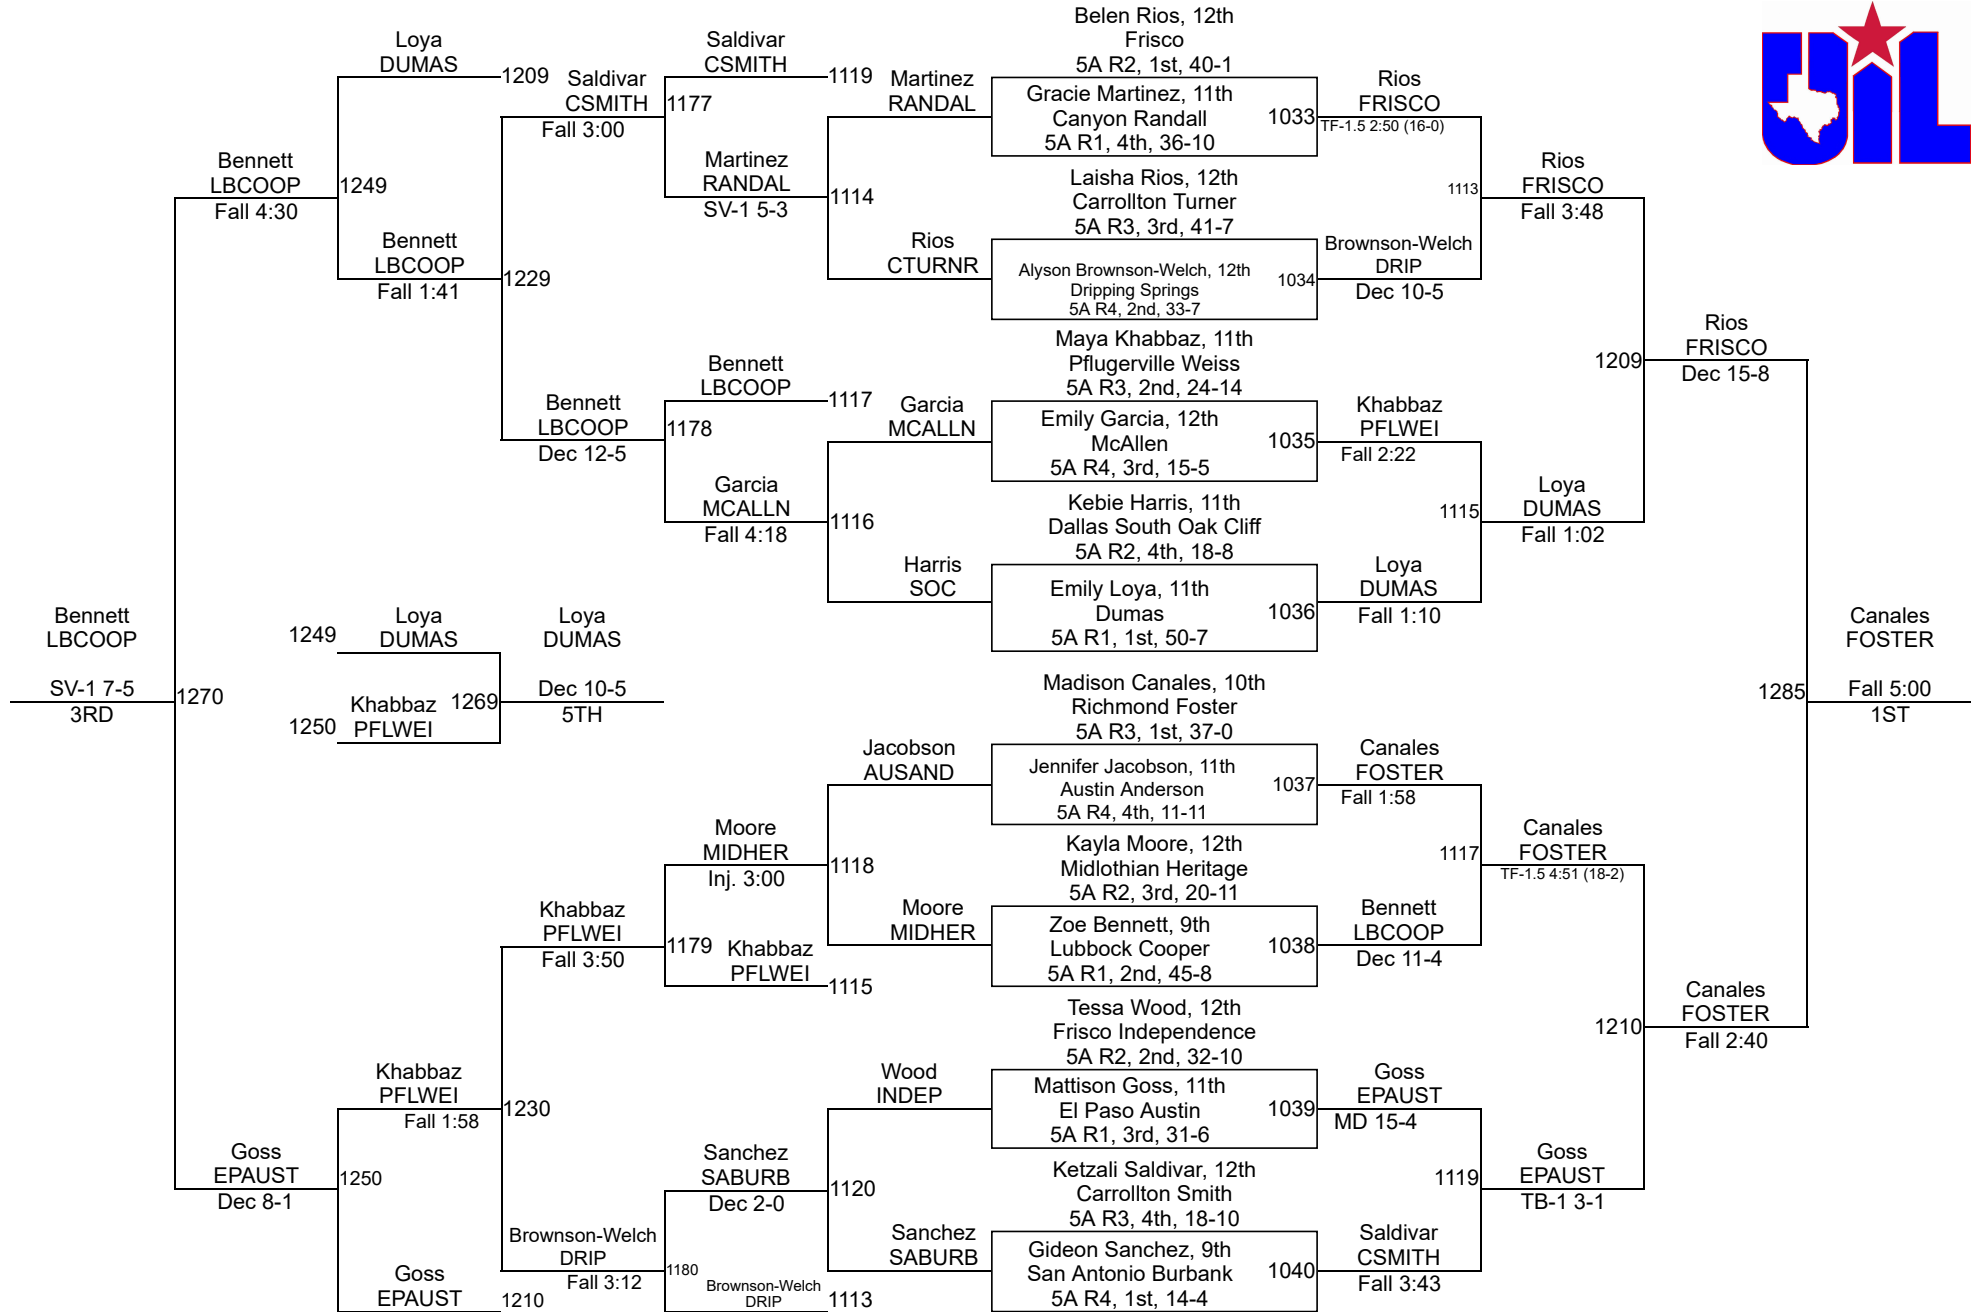 UIL
Loya
DUMAS
1209
Saldivar
CSMITH
Fall 3:00
1177
Saldivar
CSMITH
1119
Martinez
RANDAL
Martinez
RANDAL
SV-1 5-3
1114
Rios
CTURNR
Bennett
LBCOOP
Fall 4:30
1249
Bennett
LBCOOP
Fall 1:41
1229
Bennett
LBCOOP
Dec 12-5
1178
Bennett
LBCOOP
1117
Garcia
MCALLN
Garcia
MCALLN
Fall 4:18
1116
Harris
SOC
Belen Rios, 12th
Frisco
5A R2, 1st, 40-1
Gracie Martinez, 11th
Canyon Randall
5A R1, 4th, 36-10
1033
Laisha Rios, 12th
Carrollton Turner
5A R3, 3rd, 41-7
Alyson Brownson-Welch, 12th
Dripping Springs
5A R4, 2nd, 33-7
1034
Maya Khabbaz, 11th
Pflugerville Weiss
5A R3, 2nd, 24-14
Emily Garcia, 12th
McAllen
5A R4, 3rd, 15-5
1035
Kebie Harris, 11th
Dallas South Oak Cliff
5A R2, 4th, 18-8
Emily Loya, 11th
Dumas
5A R1, 1st, 50-7
1036
Rios
FRISCO
TF-1.5 2:50 (16-0)
1113
Brownson-Welch
DRIP
Dec 10-5
Rios
FRISCO
Fall 3:48
Khabbaz
PFLWEI
Fall 2:22
1115
Loya
DUMAS
Fall 1:10
Loya
DUMAS
Fall 1:02
1209
Rios
FRISCO
Dec 15-8
Bennett
LBCOOP
SV-1 7-5
3RD
1270
1249
Loya
DUMAS
1250
Khabbaz
PFLWEI
1269
Loya
DUMAS
Dec 10-5
5TH
1285
Canales
FOSTER
Fall 5:00
1ST
Madison Canales, 10th
Richmond Foster
5A R3, 1st, 37-0
Jennifer Jacobson, 11th
Austin Anderson
5A R4, 4th, 11-11
1037
Kayla Moore, 12th
Midlothian Heritage
5A R2, 3rd, 20-11
Zoe Bennett, 9th
Lubbock Cooper
5A R1, 2nd, 45-8
1038
Tessa Wood, 12th
Frisco Independence
5A R2, 2nd, 32-10
Mattison Goss, 11th
El Paso Austin
5A R1, 3rd, 31-6
1039
Ketzali Saldivar, 12th
Carrollton Smith
5A R3, 4th, 18-10
Gideon Sanchez, 9th
San Antonio Burbank
5A R4, 1st, 14-4
1040
Jacobson
AUSAND
Moore
MIDHER
Inj. 3:00
1118
Moore
MIDHER
Khabbaz
PFLWEI
Fall 3:50
1179
Khabbaz
PFLWEI
1115
Khabbaz
PFLWEI
Fall 1:58
1230
Wood
INDEP
Sanchez
SABURB
Dec 2-0
1120
Sanchez
SABURB
Goss
EPAUST
Dec 8-1
1250
Brownson-Welch
DRIP
Fall 3:12
1180
Brownson-Welch
DRIP
1113
Goss
EPAUST
1210
Canales
FOSTER
Fall 1:58
1117
Bennett
LBCOOP
Dec 11-4
Canales
FOSTER
TF-1.5 4:51 (18-2)
Goss
EPAUST
MD 15-4
1119
Saldivar
CSMITH
Fall 3:43
Goss
EPAUST
TB-1 3-1
1210
Canales
FOSTER
Fall 2:40